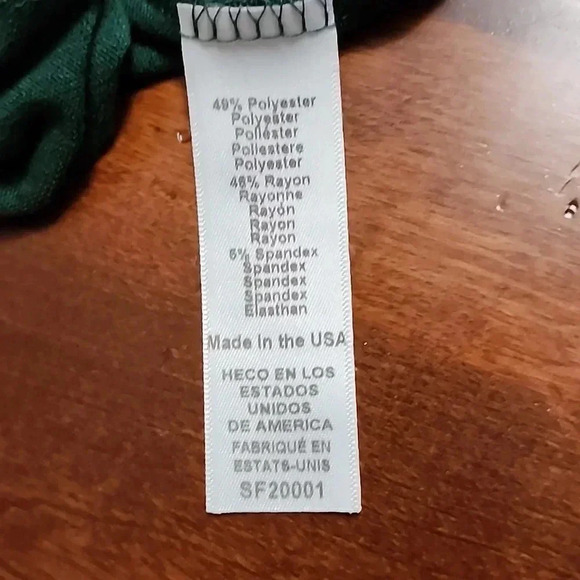 49% Polyester
Polyester
Poliéster
Poliestere
Polyester
46% Rayon
Rayonne
Rayón
Rayon
Rayon
5% Spandex
Spandex
Spandex
Spandex
Elasthan
Made in the USA
HECO EN LOS
ESTADOS
UNIDOS
DE AMERICA
FABRIQUÉ EN
ESTATS-UNIS
SF20001